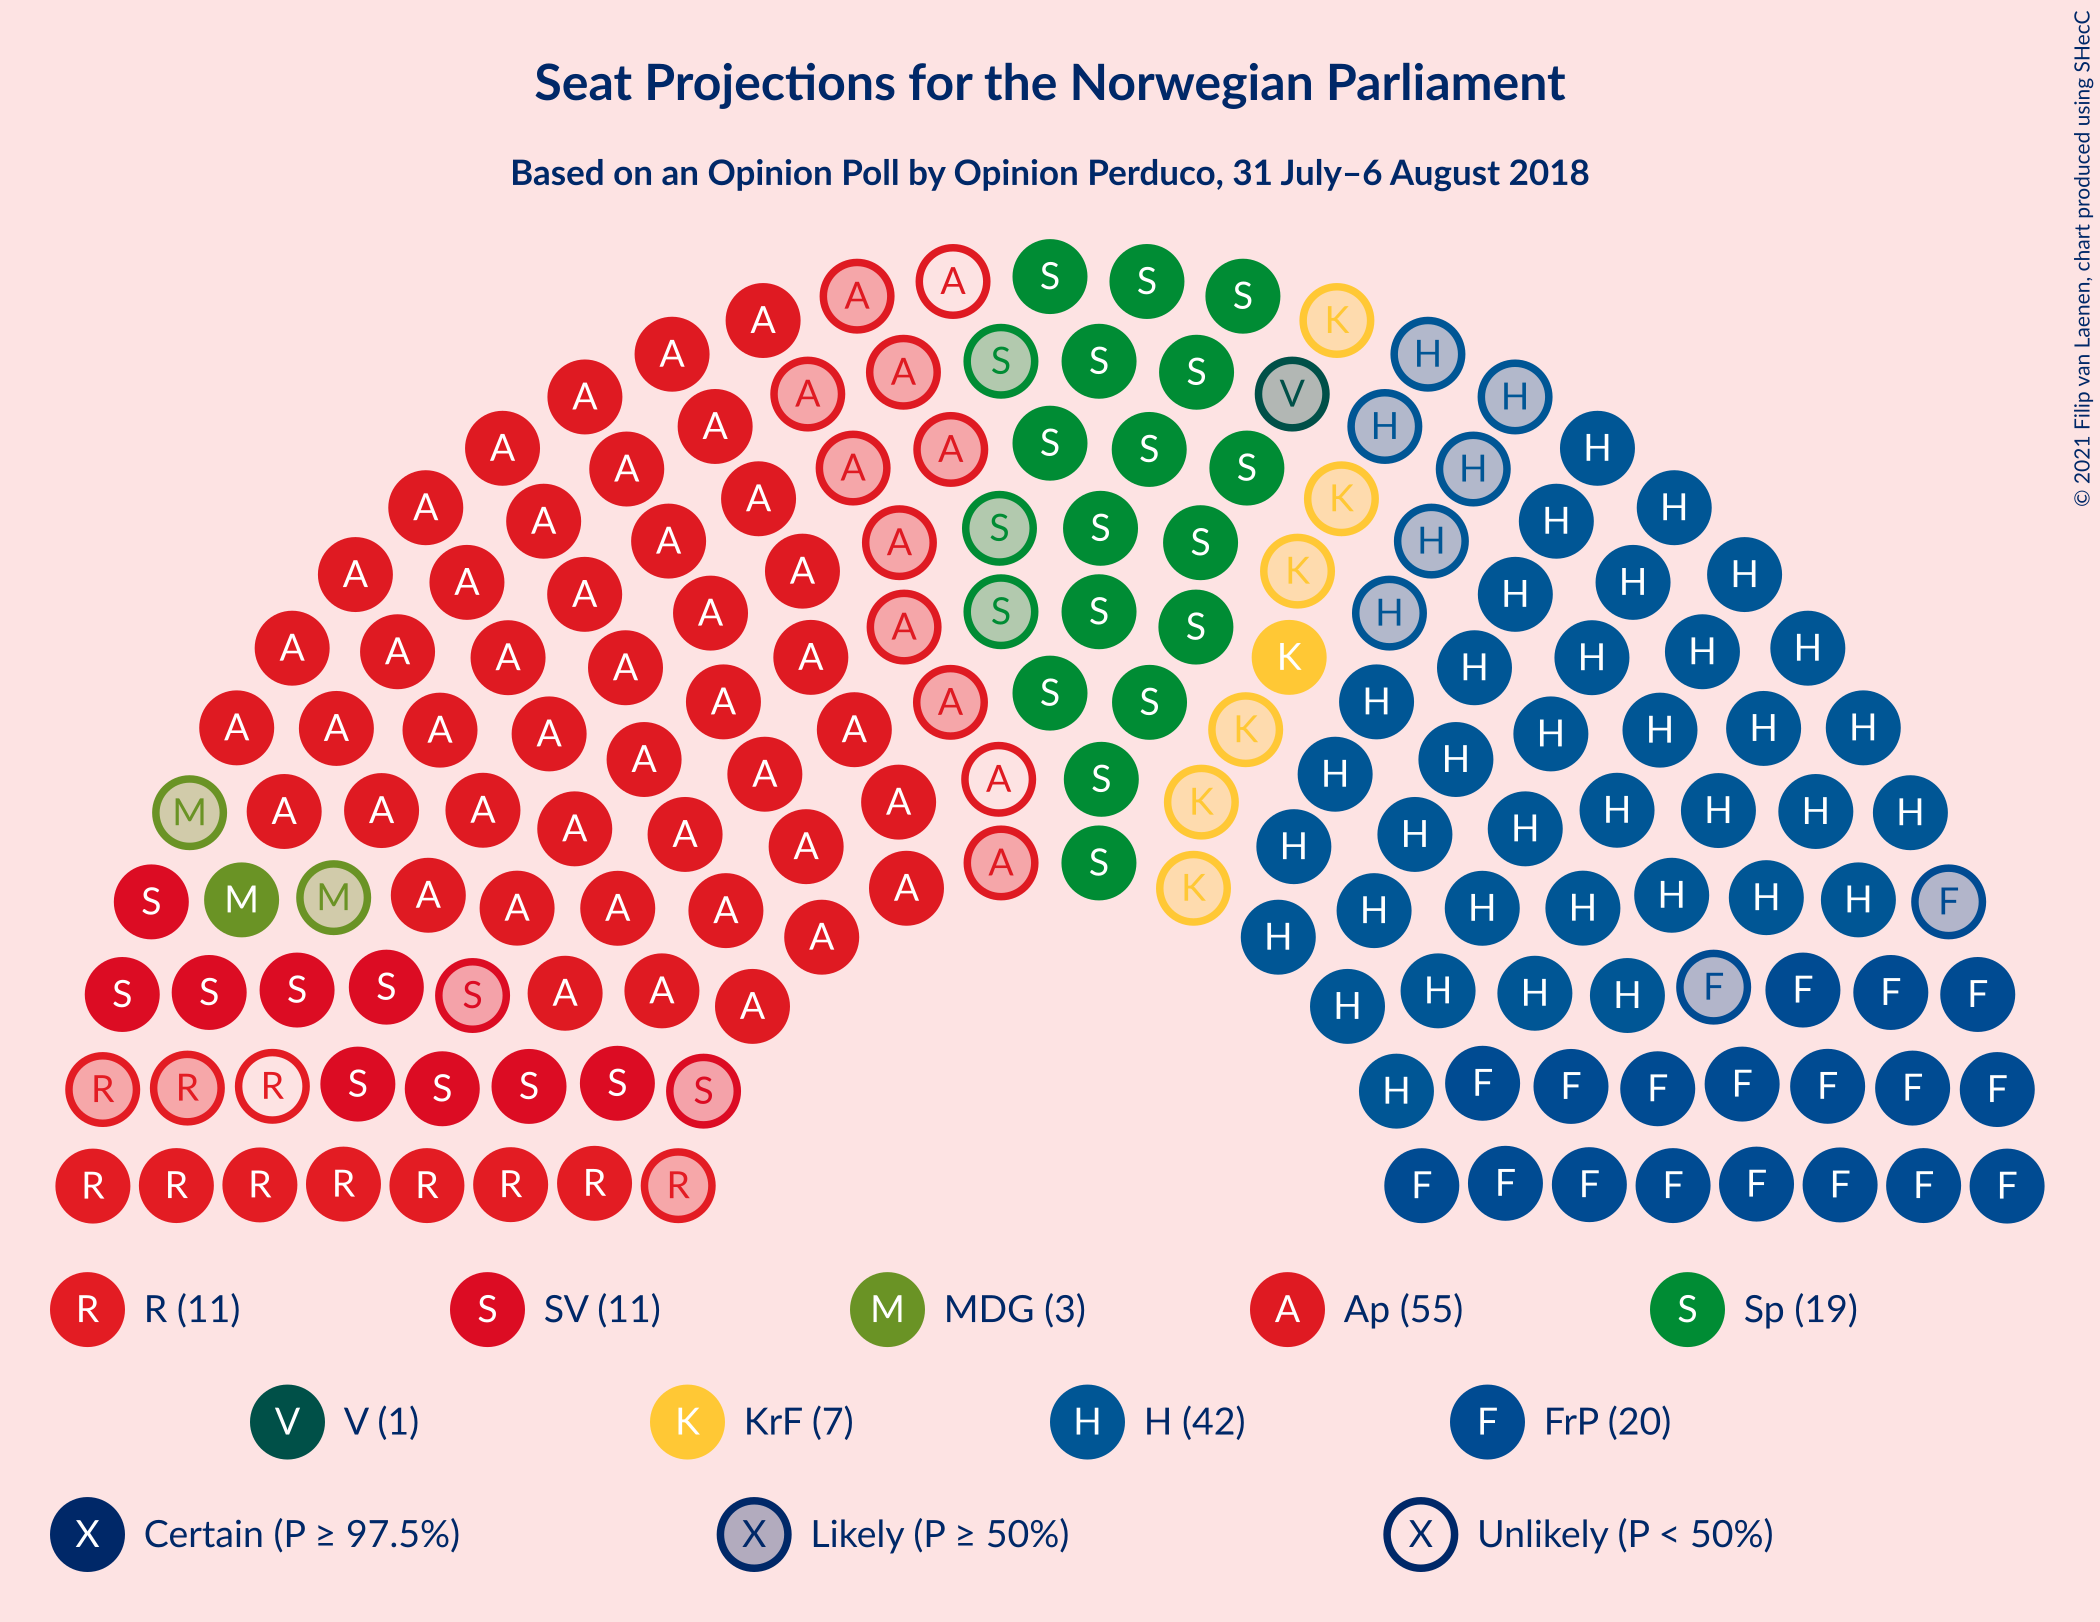 Seat Projections for the Norwegian Parliament
Based on an Opinion Poll by Opinion Perduco, 31 July–6 August 2018
© 2021 Filip van Laenen, chart produced using SHecC
A A S S S K
A A A A S S S V H H H
A A A A A S S S K H H H
A A A A A S S S K H H H
A A A A A A S S S K H H H H
A A A A A A A S S K H H H H H
A A A A A A A A S K H H H H H H
M A A A A A A A A S K H H H H H H H
S M M A A A A A H H H H H H H F
S S S S S A A A H H H H F F F F
R R R S S S S S H F F F F F F F
R R R R R R R R F F F F F F F F
R R (11) S SV (11) M MDG (3) A Ap (55) S Sp (19)
V V (1) K KrF (7) H H (42) F FrP (20)
X Certain (P ≥ 97.5%) X Likely (P ≥ 50%) X Unlikely (P < 50%)